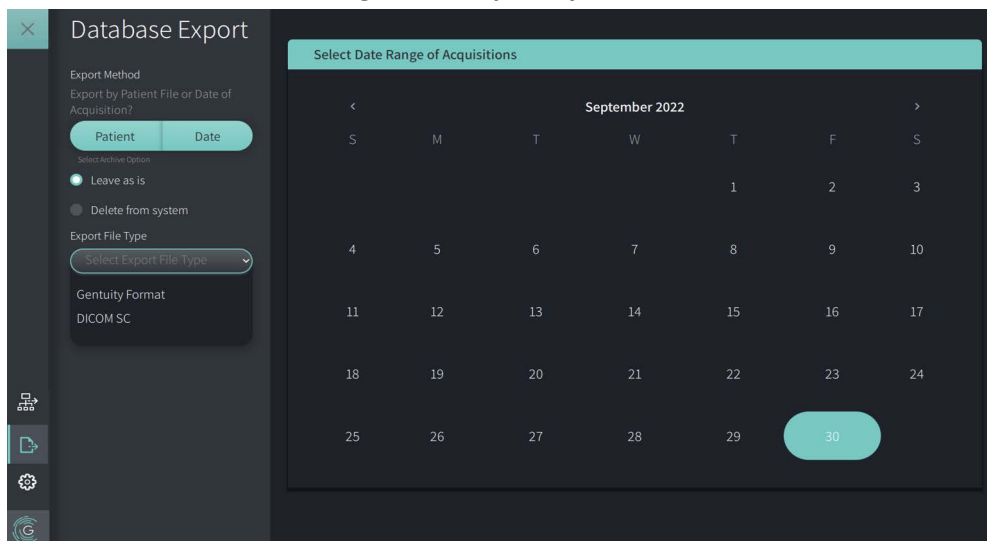 Database Export
Export Method
Export by Patient File or Date of
Acquisition?
Patient Date
Select Archive Option
Leave as is
Delete from system
Export File Type
Select Export File Type
Gentuity Format
DICOM SC
G
Select Date Range of Acquisitions
< September 2022 >
S M T W T F S
1 2 3
4 5 6 7 8 9 10
11 12 13 14 15 16 17
18 19 20 21 22 23 24
25 26 27 28 29 30